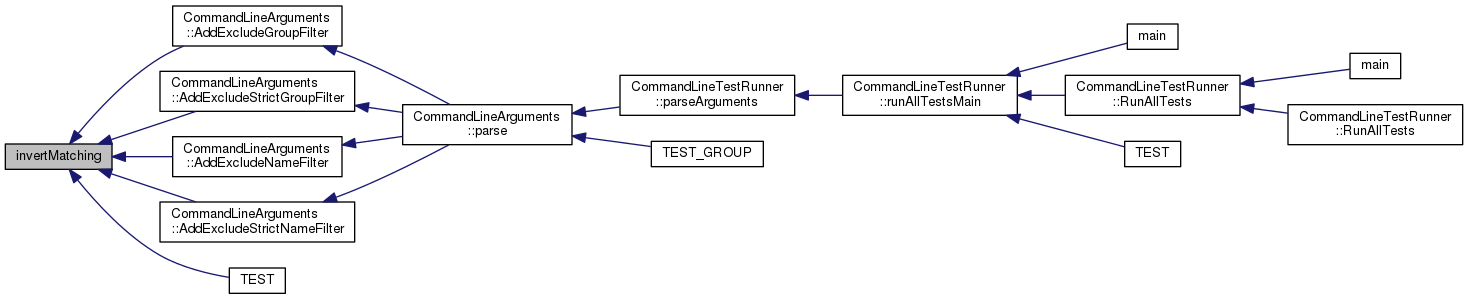 invertMatching
CommandLineArguments
::AddExcludeGroupFilter
CommandLineArguments
::AddExcludeStrictGroupFilter
CommandLineArguments
::AddExcludeNameFilter
CommandLineArguments
::AddExcludeStrictNameFilter
TEST
CommandLineArguments
::parse
CommandLineTestRunner
::parseArguments
TEST_GROUP
CommandLineTestRunner
::runAllTestsMain
main
CommandLineTestRunner
::RunAllTests
TEST
main
CommandLineTestRunner
::RunAllTests